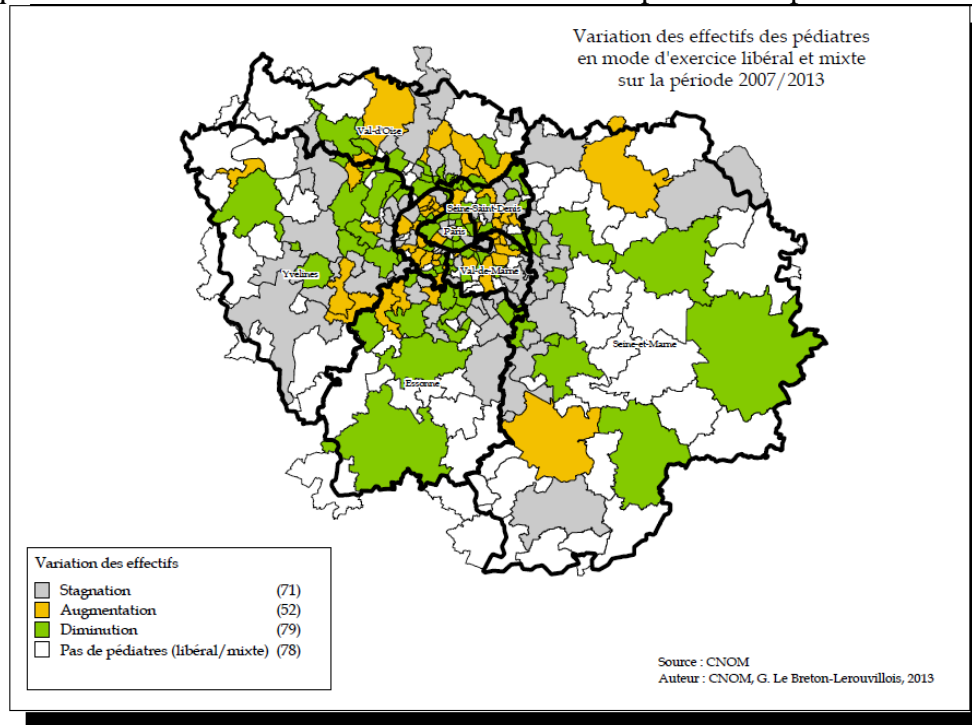 Variation des effectifs des pédiatres
en mode d'exercice libéral et mixte
sur la période 2007/2013
Val-d'Oise
Seine-Saint-Denis
Paris
Val-de-Marne
Yvelines
Seine-et-Marne
Essonne
Variation des effectifs
Stagnation (71)
Augmentation (52)
Diminution (79)
Pas de pédiatres (libéral/mixte) (78)
Source : CNOM
Auteur : CNOM, G. Le Breton-Lerouvillois, 2013